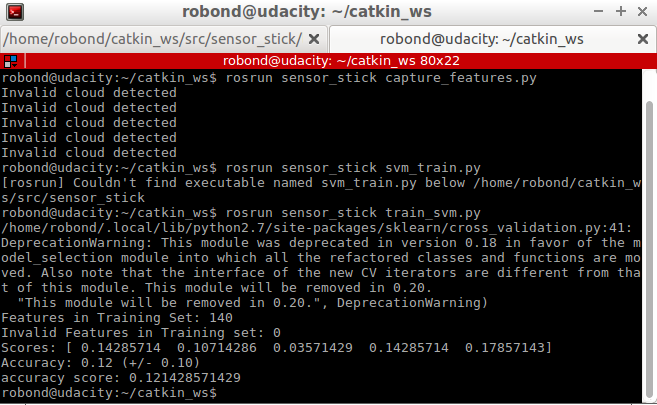 robond@udacity: ~/catkin_ws
/home/robond/catkin_ws/src/sensor_stick/
robond@udacity: ~/catkin_ws
robond@udacity: ~/catkin_ws 80x22
robond@udacity:~/catkin_ws$ rosrun sensor_stick capture_features.py
Invalid cloud detected
Invalid cloud detected
Invalid cloud detected
Invalid cloud detected
Invalid cloud detected
robond@udacity:~/catkin_ws$ rosrun sensor_stick svm_train.py
[rosrun] Couldn't find executable named svm_train.py below /home/robond/catkin_w
s/src/sensor_stick
robond@udacity:~/catkin_ws$ rosrun sensor_stick train_svm.py
/home/robond/.local/lib/python2.7/site-packages/sklearn/cross_validation.py:41:
DeprecationWarning: This module was deprecated in version 0.18 in favor of the m
odel_selection module into which all the refactored classes and functions are mo
ved. Also note that the interface of the new CV iterators are different from tha
t of this module. This module will be removed in 0.20.
  "This module will be removed in 0.20.", DeprecationWarning)
Features in Training Set: 140
Invalid Features in Training set: 0
Scores: [ 0.14285714  0.10714286  0.03571429  0.14285714  0.17857143]
Accuracy: 0.12 (+/- 0.10)
accuracy score: 0.121428571429
robond@udacity:~/catkin_ws$